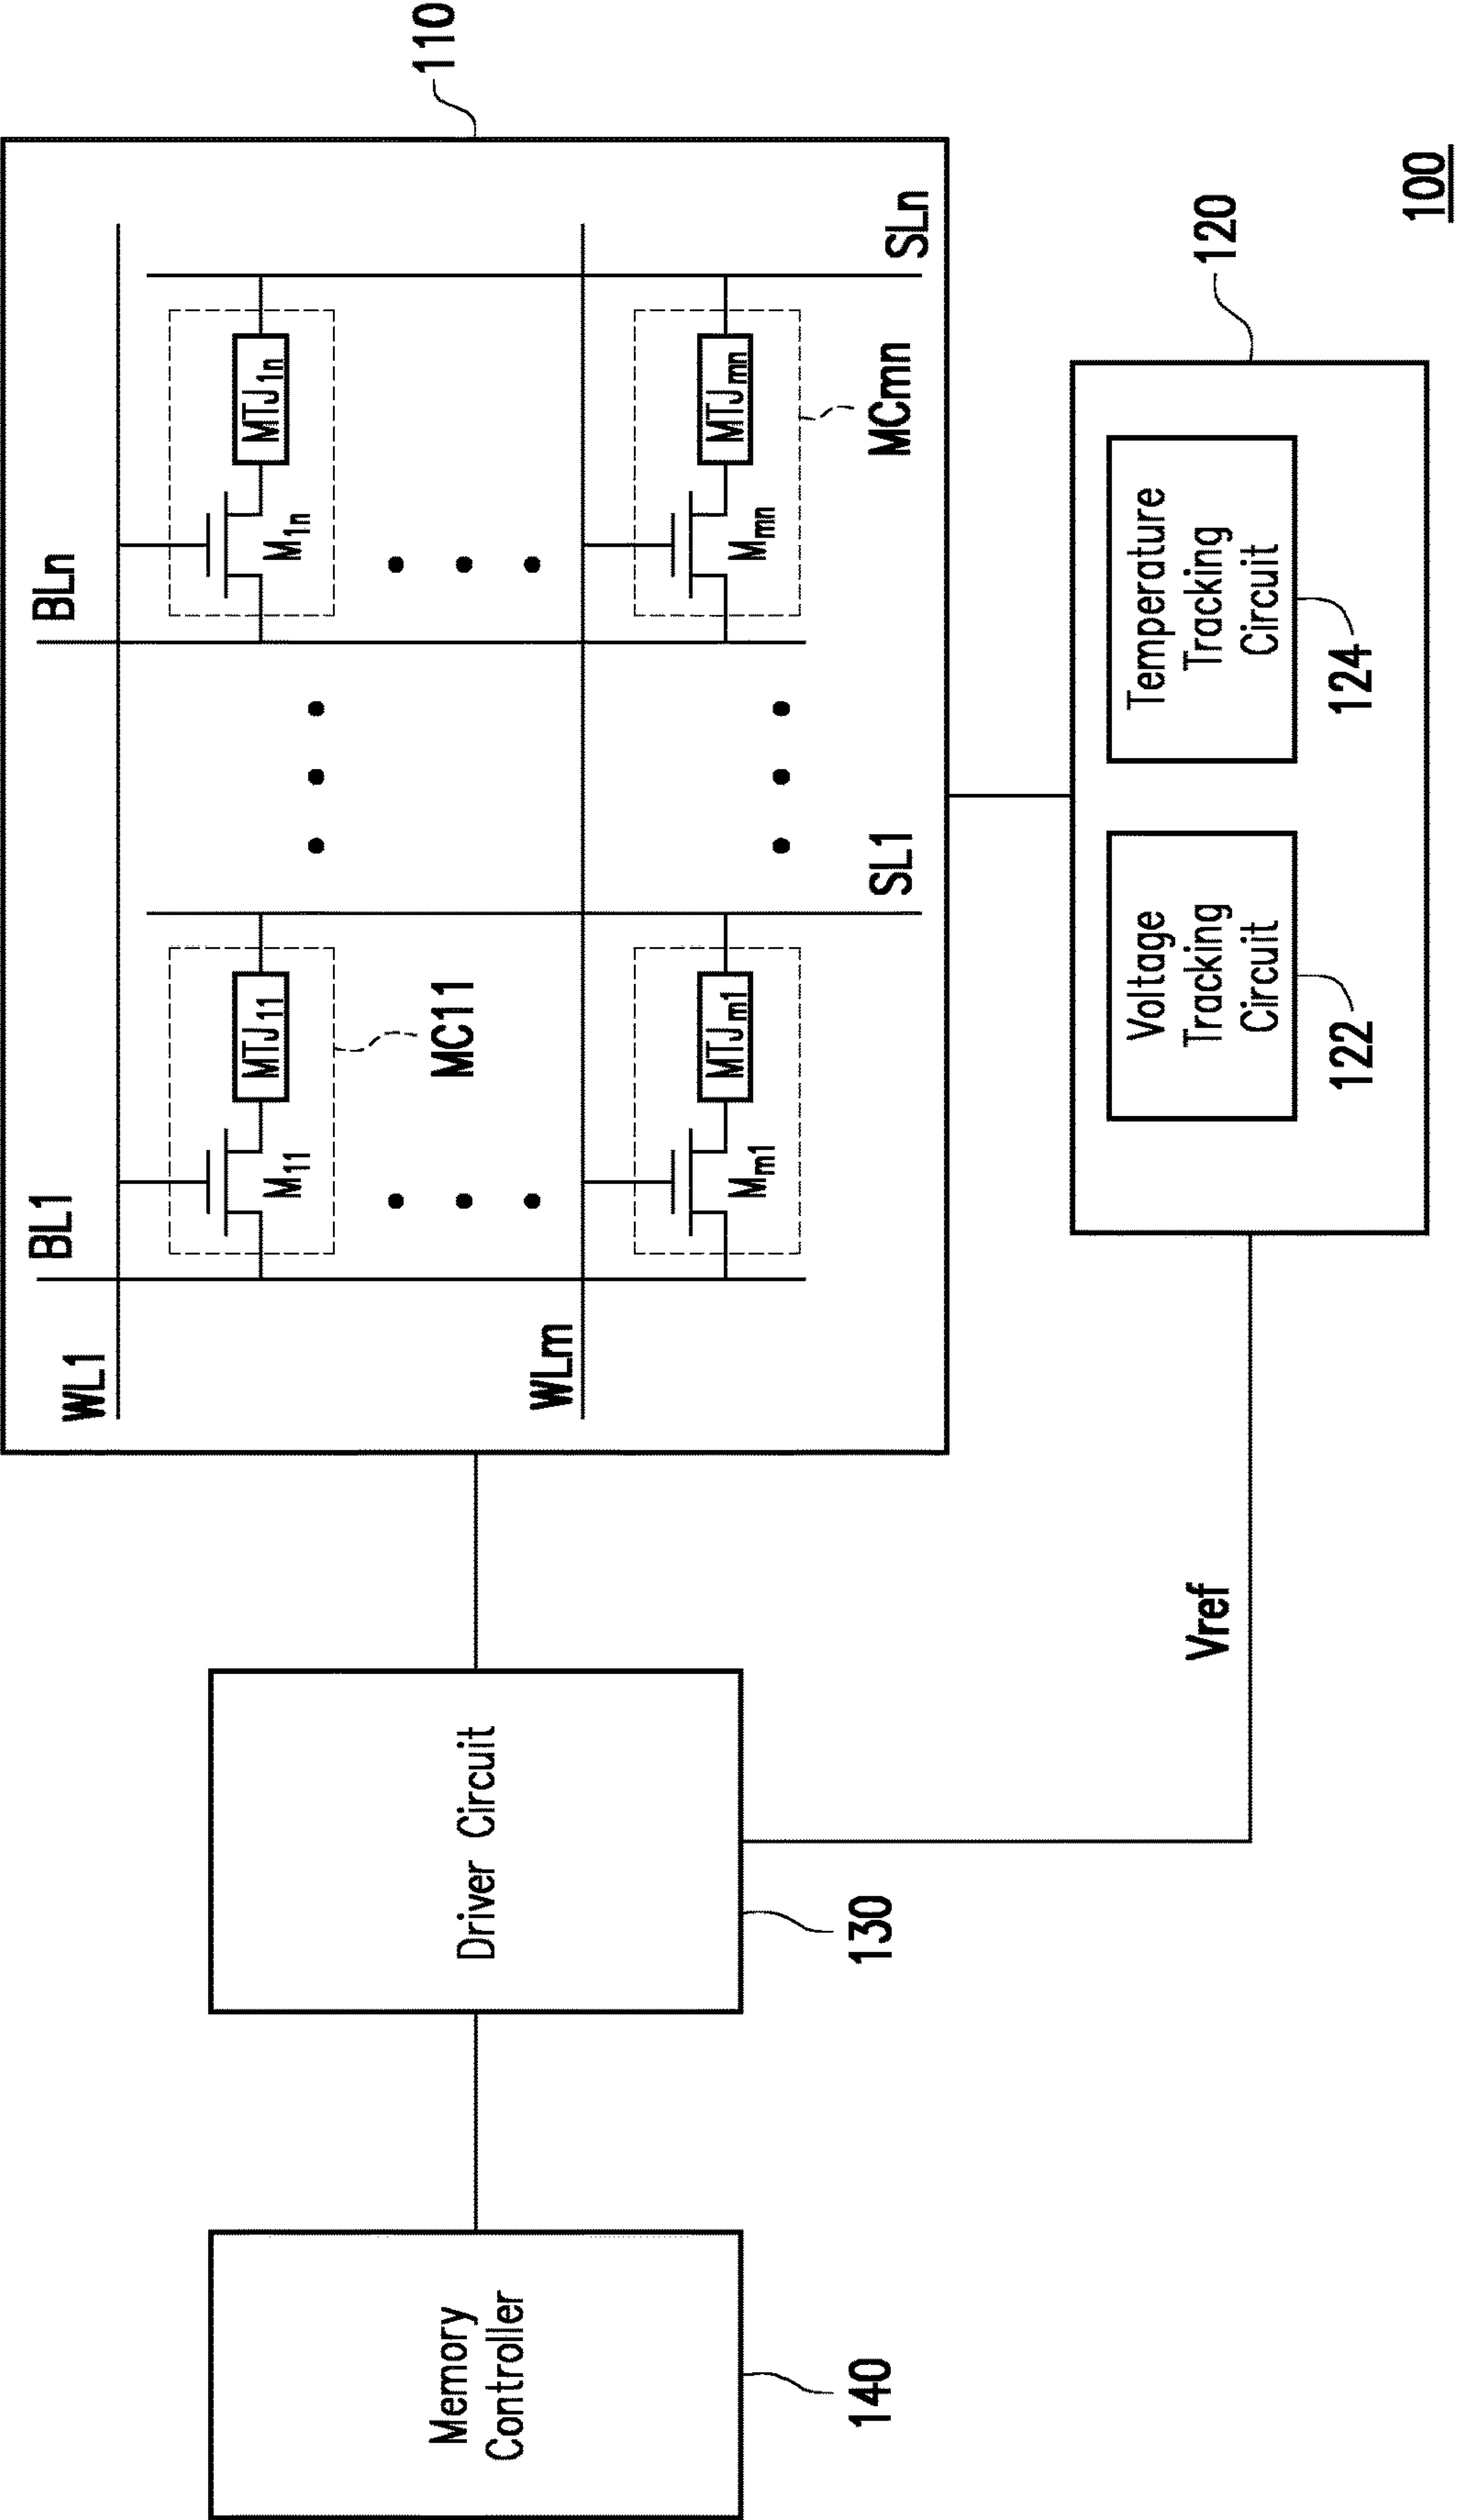 110
BL1
BLn
WL1
MTJ11
MTJ1n
M11
M1n
MC11
WLm
MTJm1
MTJmn
Mm1
Mmn
SL1
MCmn
SLn
Memory
Controller
140
Driver Circuit
130
Vref
120
Voltage
Tracking
Circuit
122
Temperature
Tracking
Circuit
124
100